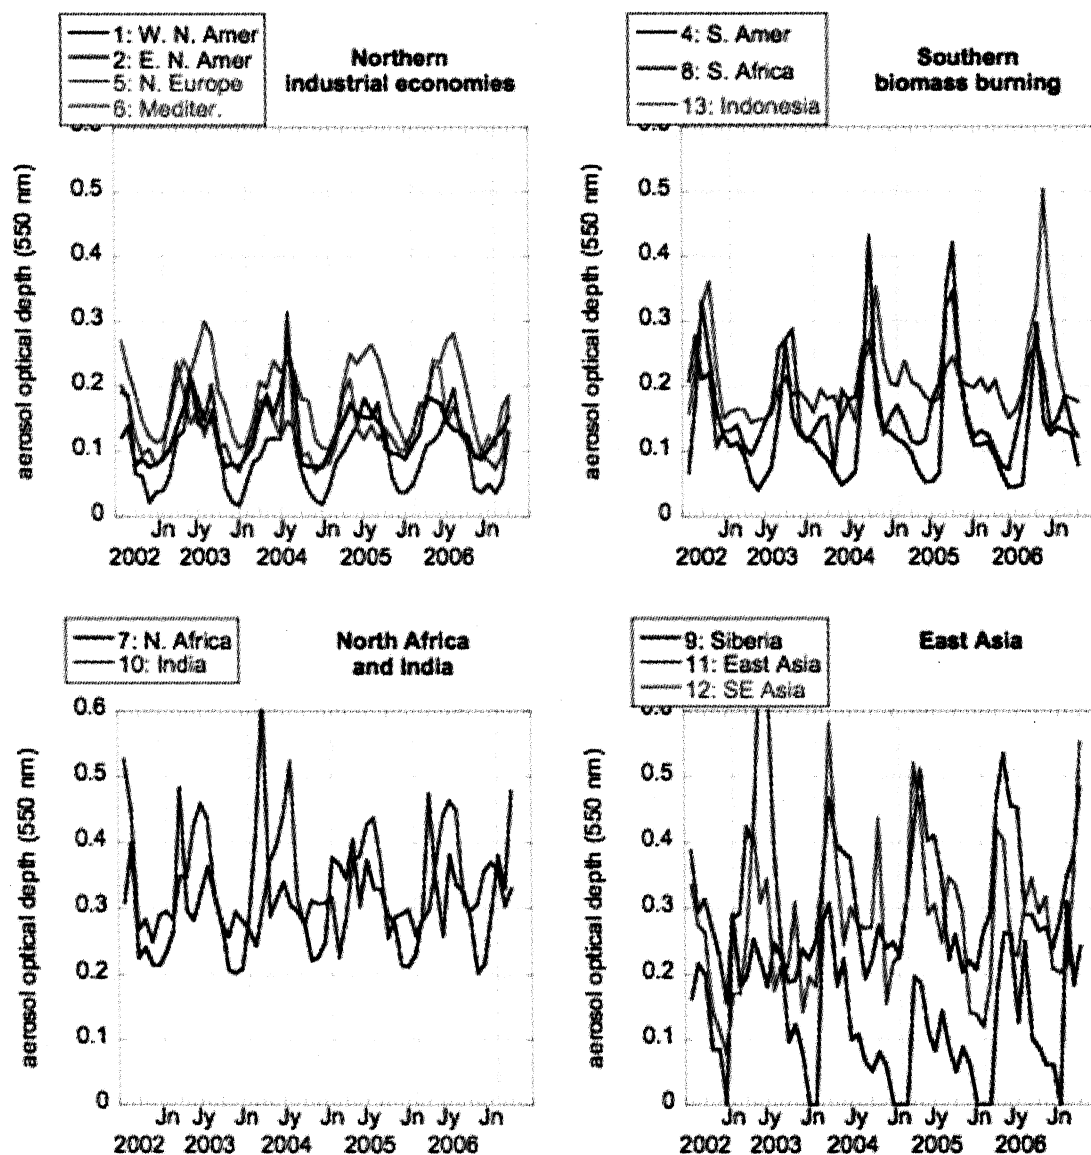 1: W. N. Amer
2: E. N. Amer
5: N. Europe
6: Mediter.
Northern
industrial economies
aerosol optical depth (550 nm)
0.5
0.4
0.3
0.2
0.1
0
Jn Jy Jn Jy Jn Jy Jn Jy Jn
2002 2003 2004 2005 2006
4: S. Amer
8: S. Africa
13: Indonesia
Southern
biomass burning
aerosol optical depth (550 nm)
0.5
0.4
0.3
0.2
0.1
0
Jn Jy Jn Jy Jn Jy Jn Jy Jn
2002 2003 2004 2005 2006
7: N. Africa
10: India
North Africa
and India
aerosol optical depth (550 nm)
0.6
0.5
0.4
0.3
0.2
0.1
0
Jn Jy Jn Jy Jn Jy Jn Jy Jn
2002 2003 2004 2005 2006
9: Siberia
11: East Asia
12: SE Asia
East Asia
aerosol optical depth (550 nm)
0.5
0.4
0.3
0.2
0.1
0
Jn Jy Jn Jy Jn Jy Jn Jy Jn
2002 2003 2004 2005 2006